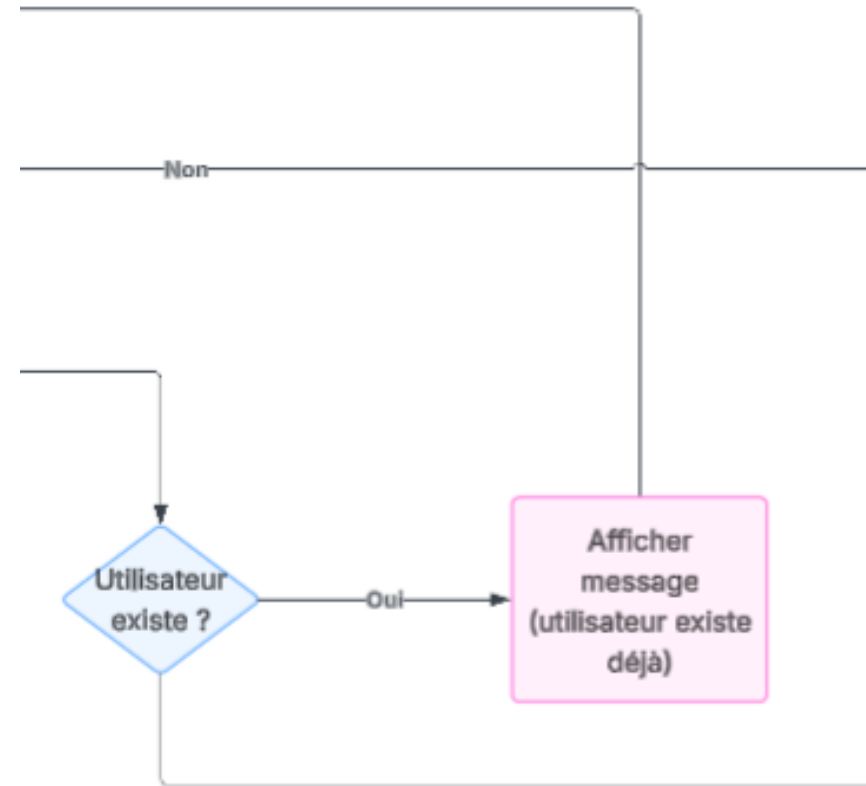 Non
Utilisateur
existe ?
Oui
Afficher
message
(utilisateur existe
déjà)